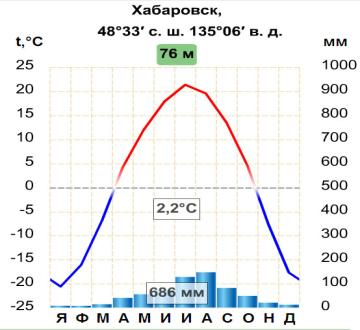 Хабаровск,
48°33′ с. ш. 135°06′ в. д.
t,°C 76 м мм
25 1000
20 900
15 800
10 700
5 600
0 500
-5 400
2,2°C
-10 300
-15 200
-20 100
686 мм
-25 0
Я Ф М А М И И А С О Н Д